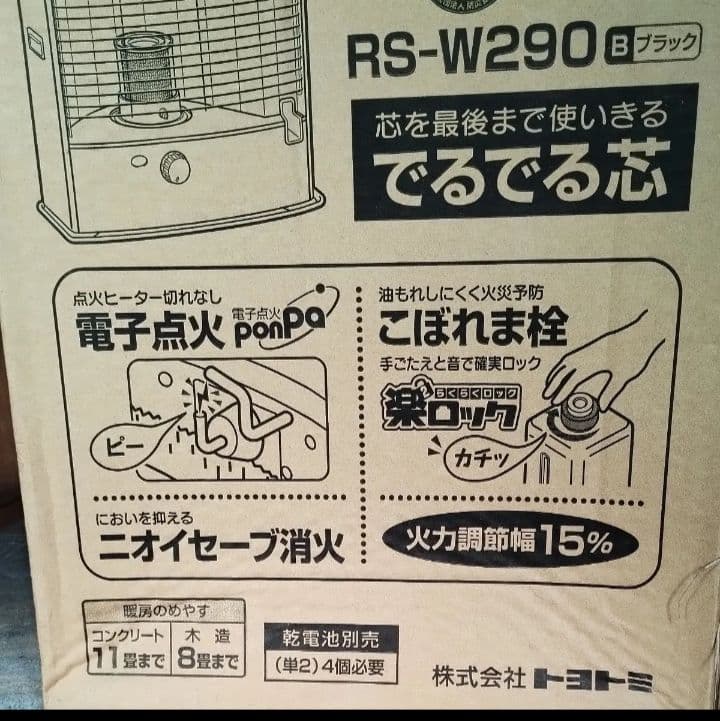 RS-W290 B ブラック
芯を最後まで使いきる
でるでる芯
点火ヒーター切れなし
電子点火 電子点火 ponpa
ピー
油もれしにくく火災予防
こぼれま栓
手ごたえと音で確実ロック
楽ロック らくらくロック
カチッ
においを抑える
ニオイセーブ消火
火力調節幅15%
暖房のめやす
コンクリート 木造
11畳まで 8畳まで
乾電池別売
(単2)4個必要
株式会社 トヨトミ